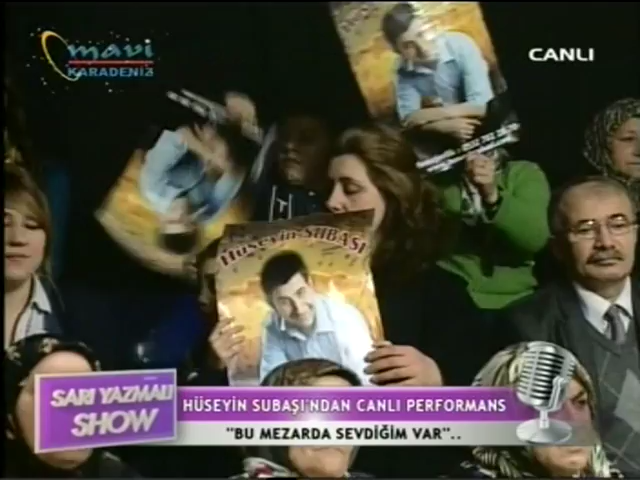 mavi
KARADENİZ
CANLI
Hüseyin SUBAŞI
SARI YAZMALI
SHOW
HÜSEYİN SUBAŞI'NDAN CANLI PERFORMANS
"BU MEZARDA SEVDİĞİM VAR"..